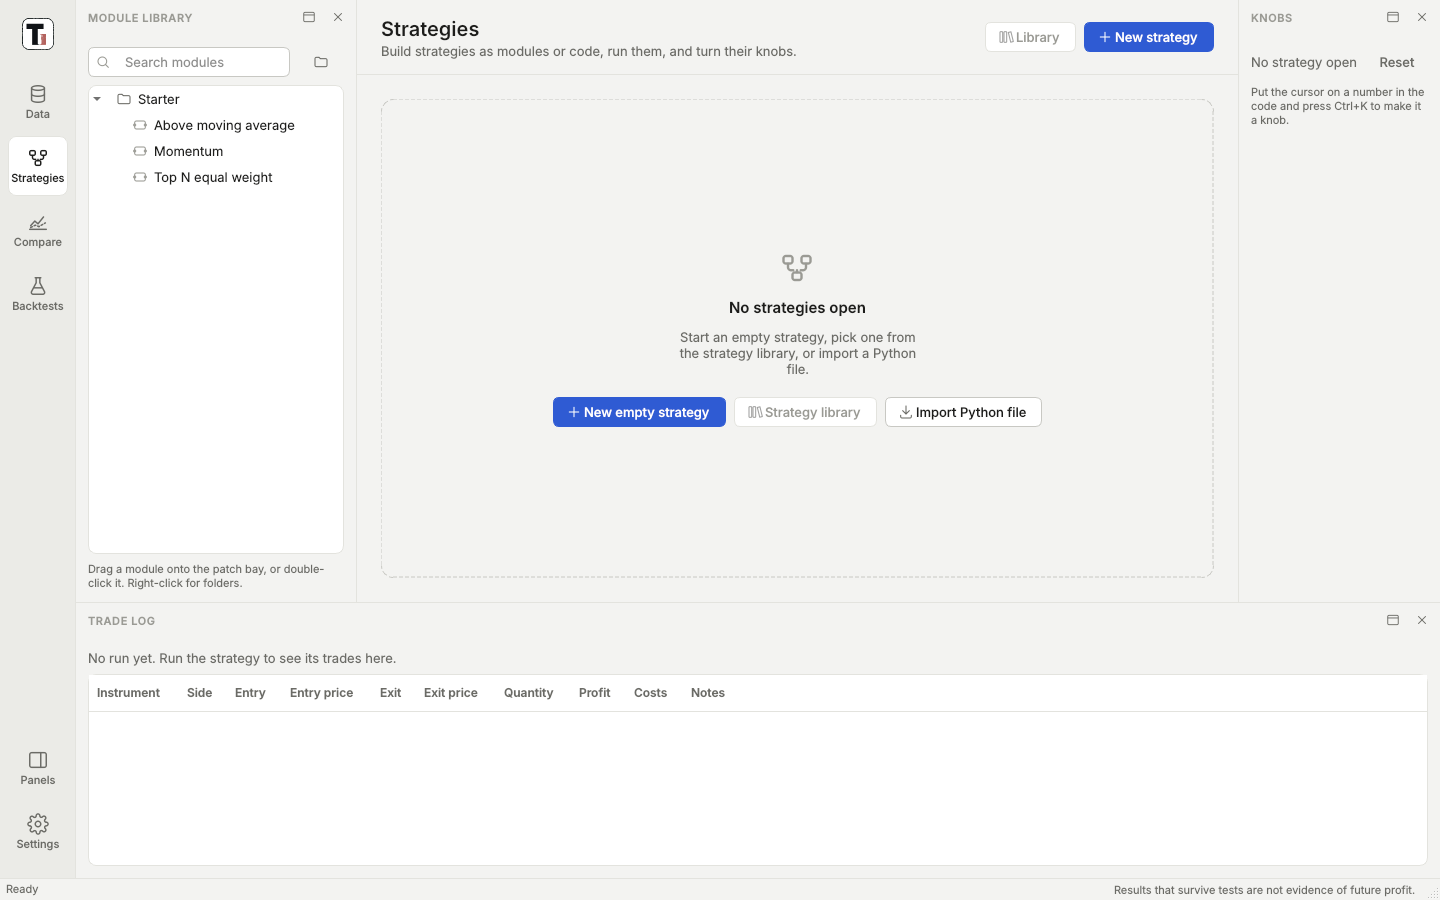 Ti
Data
Strategies
Compare
Backtests
Panels
Settings
MODULE LIBRARY
Search modules
Starter
Above moving average
Momentum
Top N equal weight
Drag a module onto the patch bay, or double-
click it. Right-click for folders.
Strategies
Build strategies as modules or code, run them, and turn their knobs.
Library
New strategy
No strategies open
Start an empty strategy, pick one from
the strategy library, or import a Python
file.
New empty strategy
Strategy library
Import Python file
KNOBS
No strategy open
Reset
Put the cursor on a number in the
code and press Ctrl+K to make it
a knob.
TRADE LOG
No run yet. Run the strategy to see its trades here.
Instrument Side Entry Entry price Exit Exit price Quantity Profit Costs Notes
Ready
Results that survive tests are not evidence of future profit.